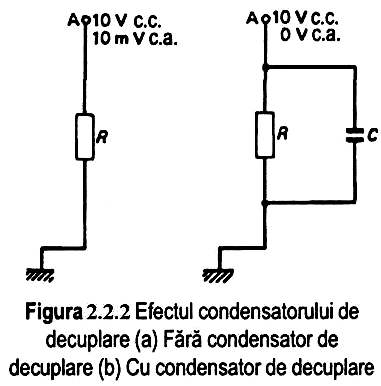 A 10 V c.c.
10 mV c.a.
R
A 10 V c.c.
0 V c.a.
R
C
Figura 2.2.2 Efectul condensatorului de
decuplare (a) Fără condensator de
decuplare (b) Cu condensator de decuplare